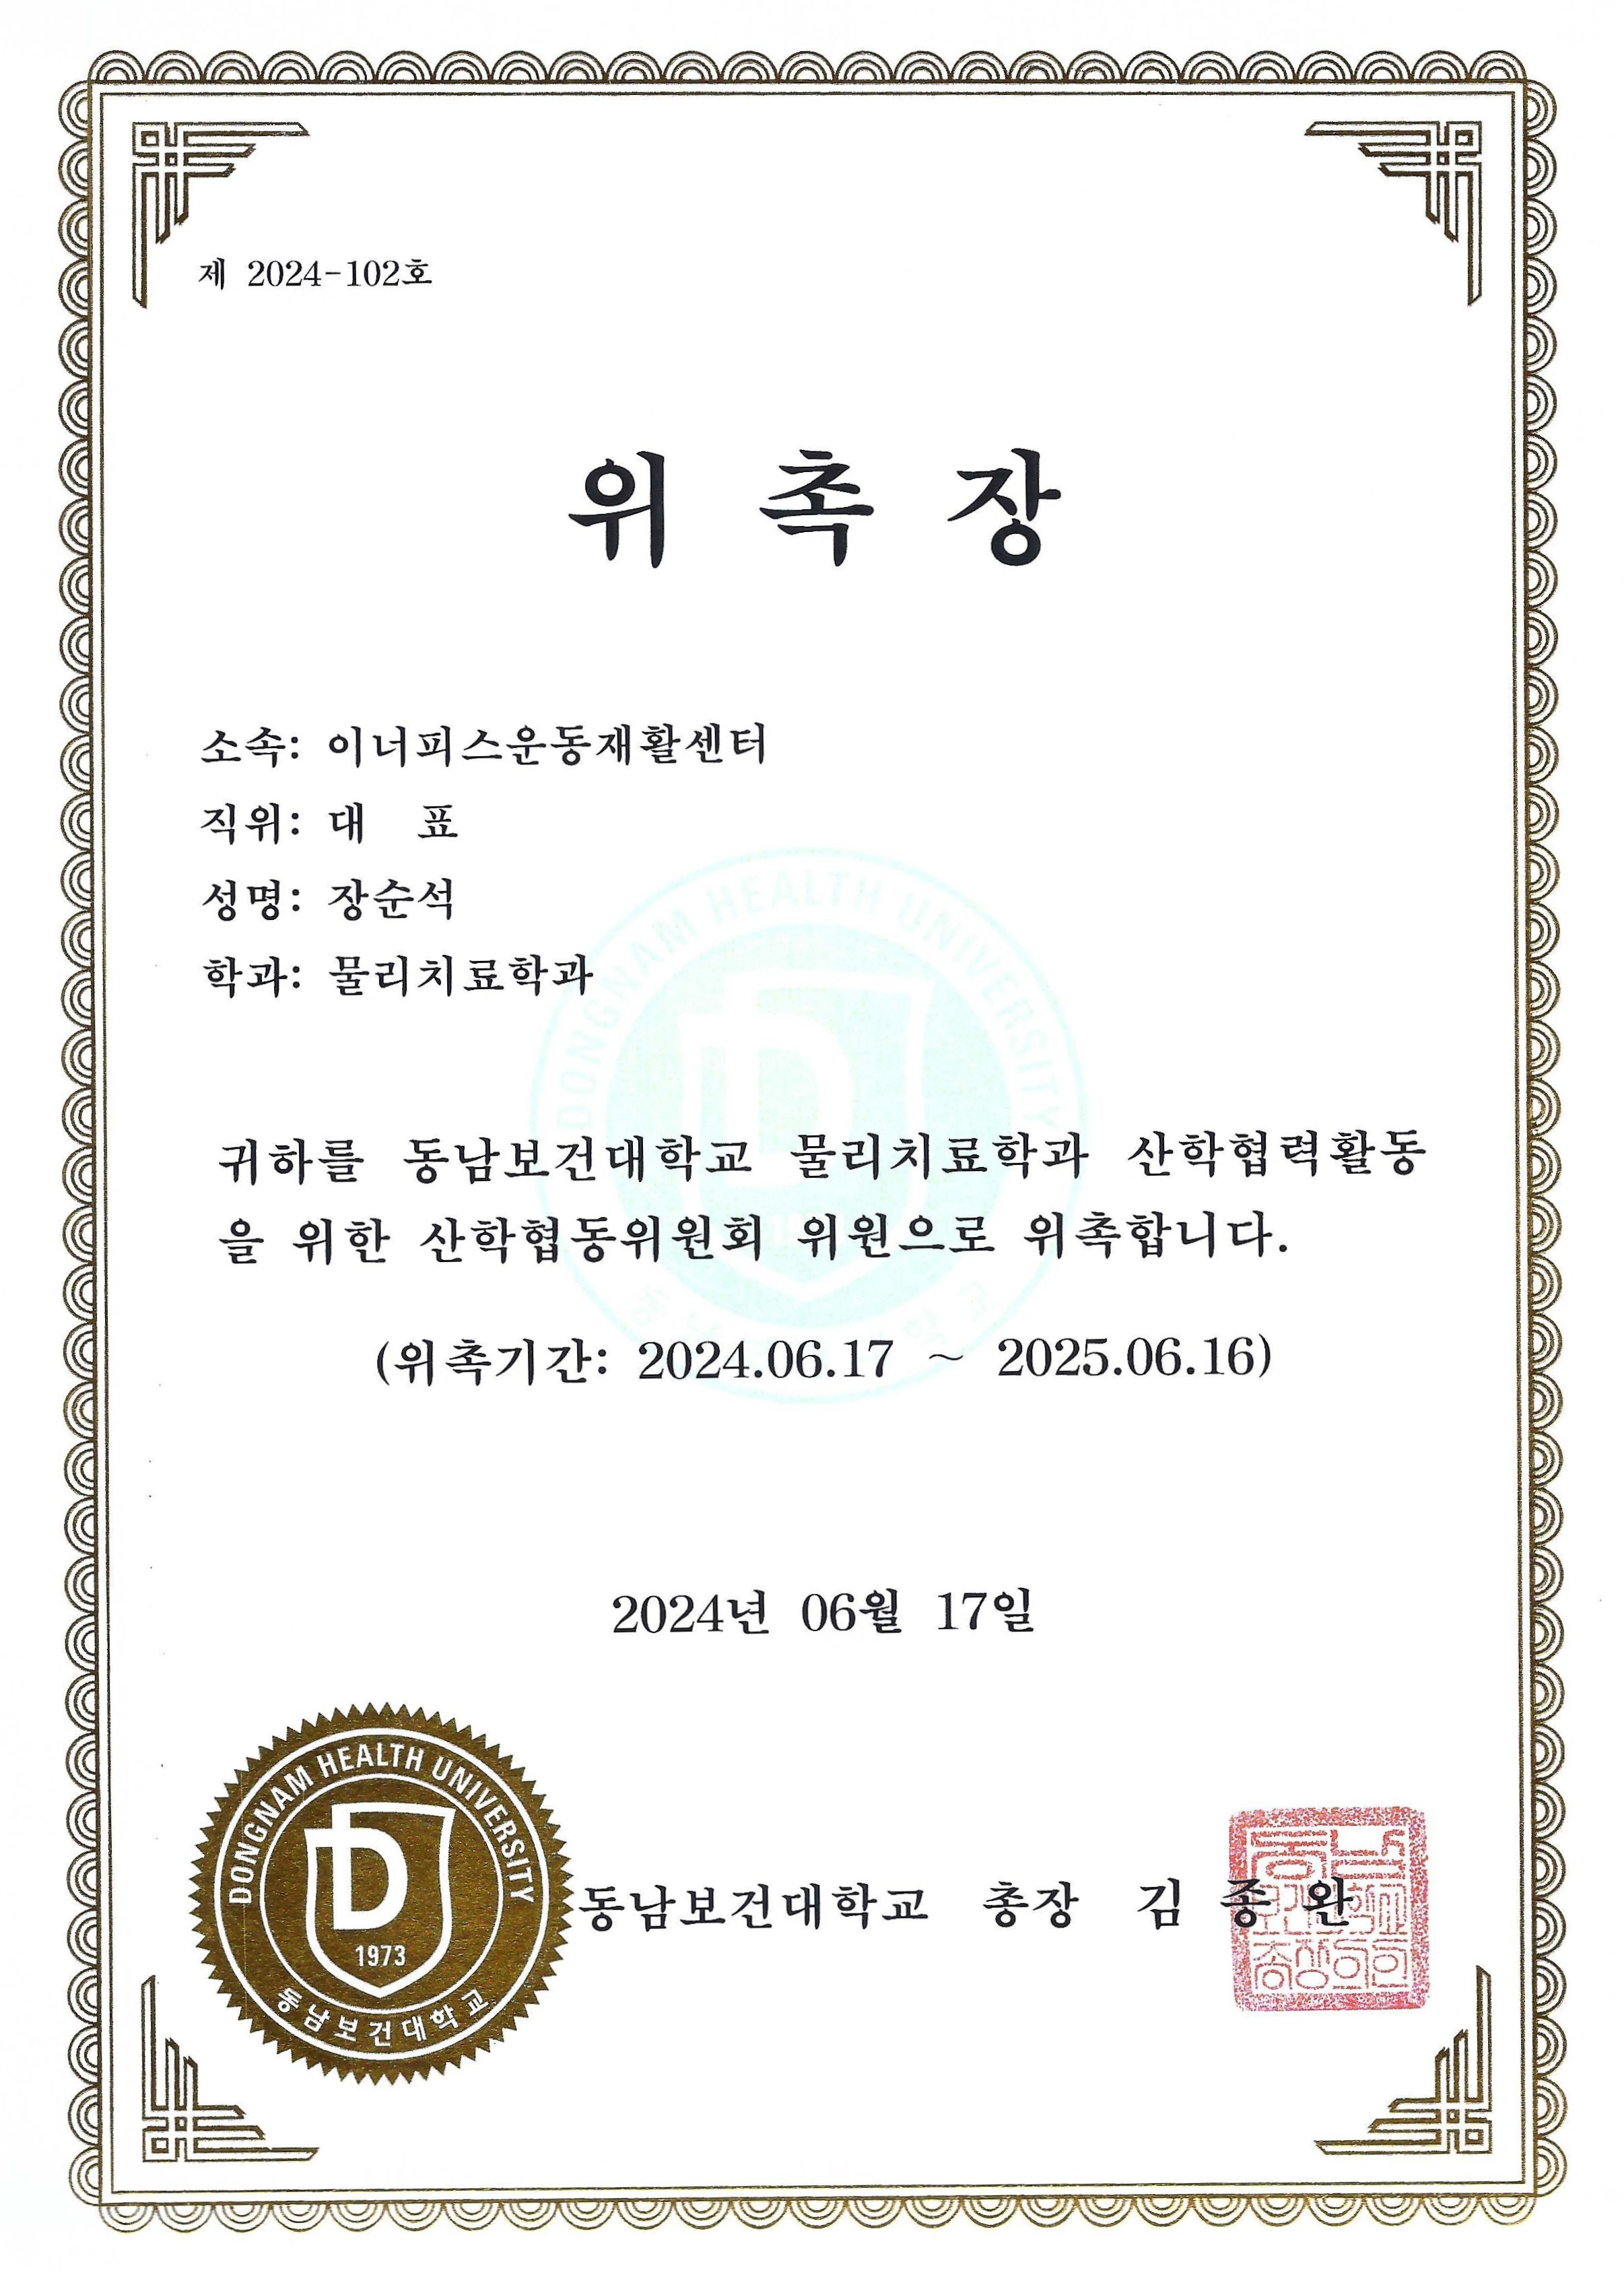 제 2024-102호
위 촉 장
소속: 이너피스운동재활센터
직위: 대 표
성명: 장순석
학과: 물리치료학과
귀하를 동남보건대학교 물리치료학과 산학협력활동
을 위한 산학협동위원회 위원으로 위촉합니다.
(위촉기간: 2024.06.17 ~ 2025.06.16)
2024년 06월 17일
DONGNAM HEALTH UNIVERSITY
D
1973
동남보건대학교
동남보건대학교 총장 김 종 완
동남
보건대학교
총장의인
DONGNAM HEALTH UNIVERSITY
D